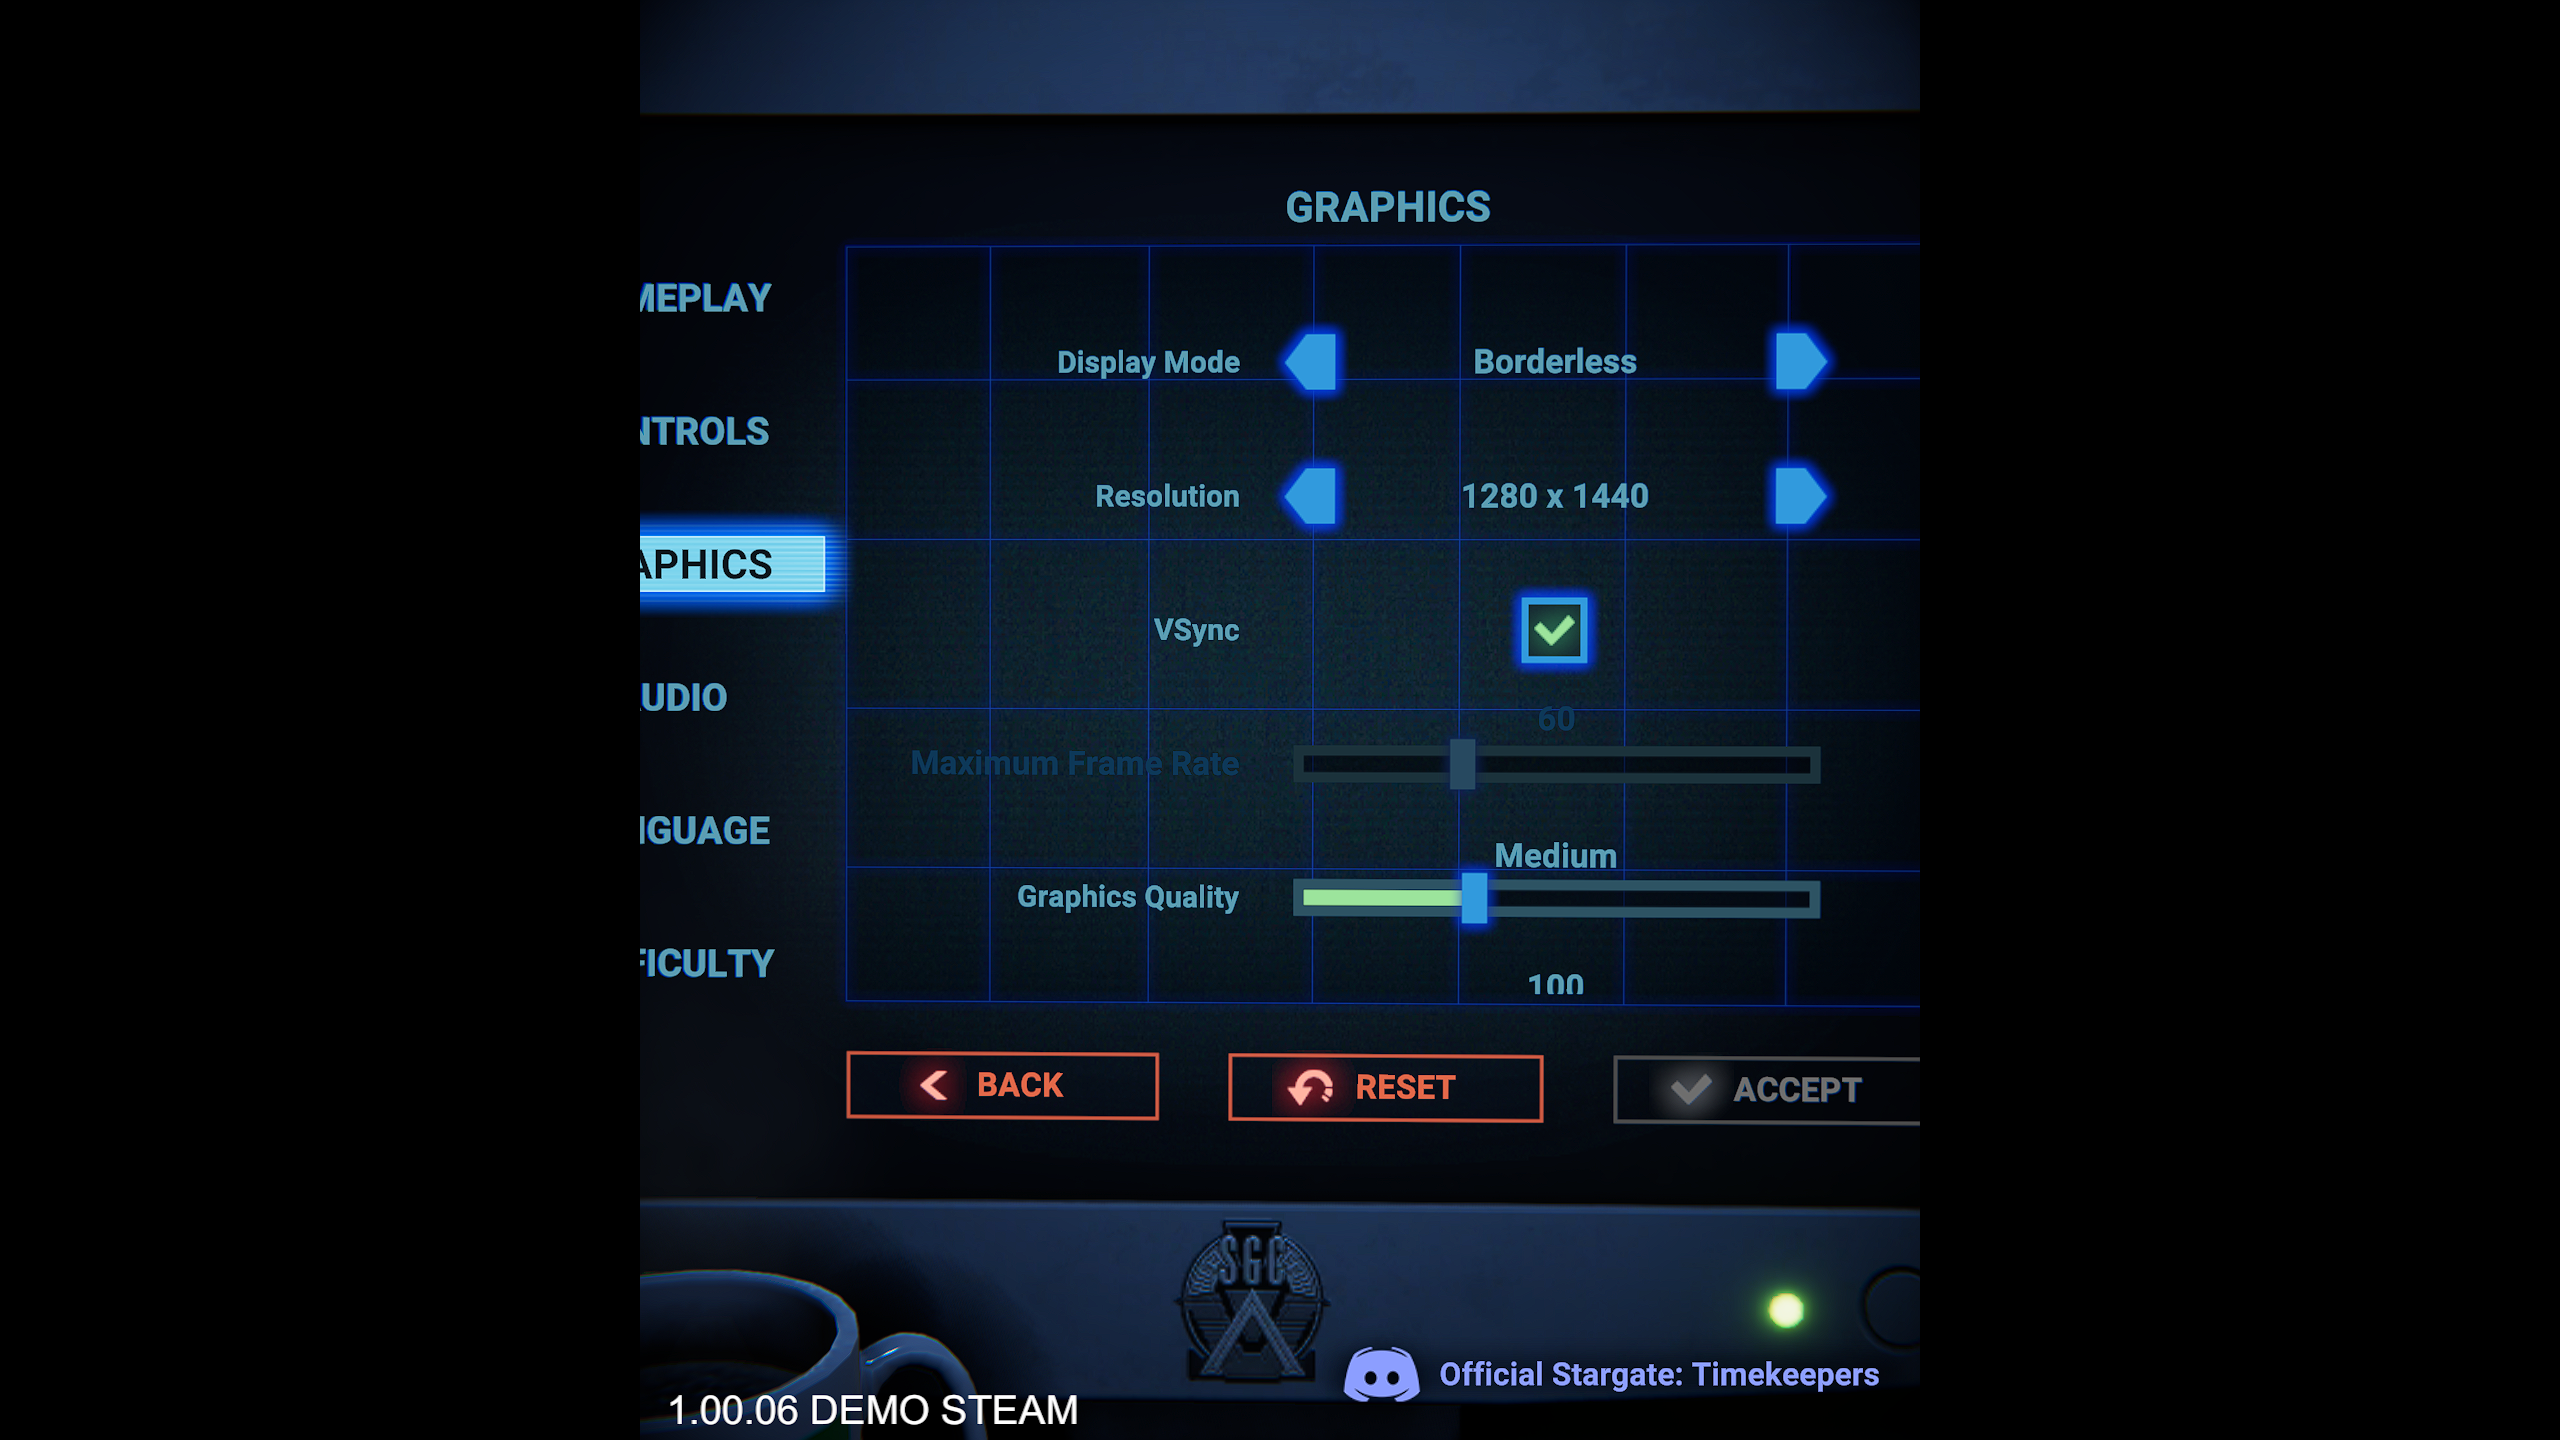 GRAPHICS
MEPLAY
NTROLS
APHICS
UDIO
GUAGE
FICULTY
Display Mode Borderless
Resolution 1280 x 1440
VSync
60
Maximum Frame Rate
Medium
Graphics Quality
100
BACK RESET ACCEPT
SGC
Official Stargate: Timekeepers
1.00.06 DEMO STEAM